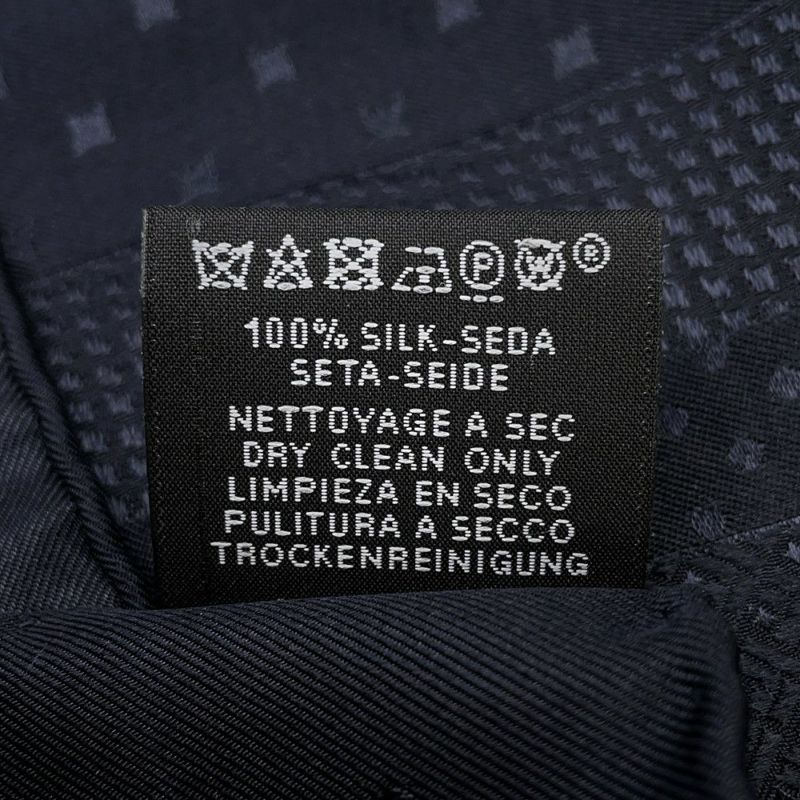 P W ®
100% SILK-SEDA
SETA-SEIDE
NETTOYAGE A SEC
DRY CLEAN ONLY
LIMPIEZA EN SECO
PULITURA A SECCO
TROCKENREINIGUNG